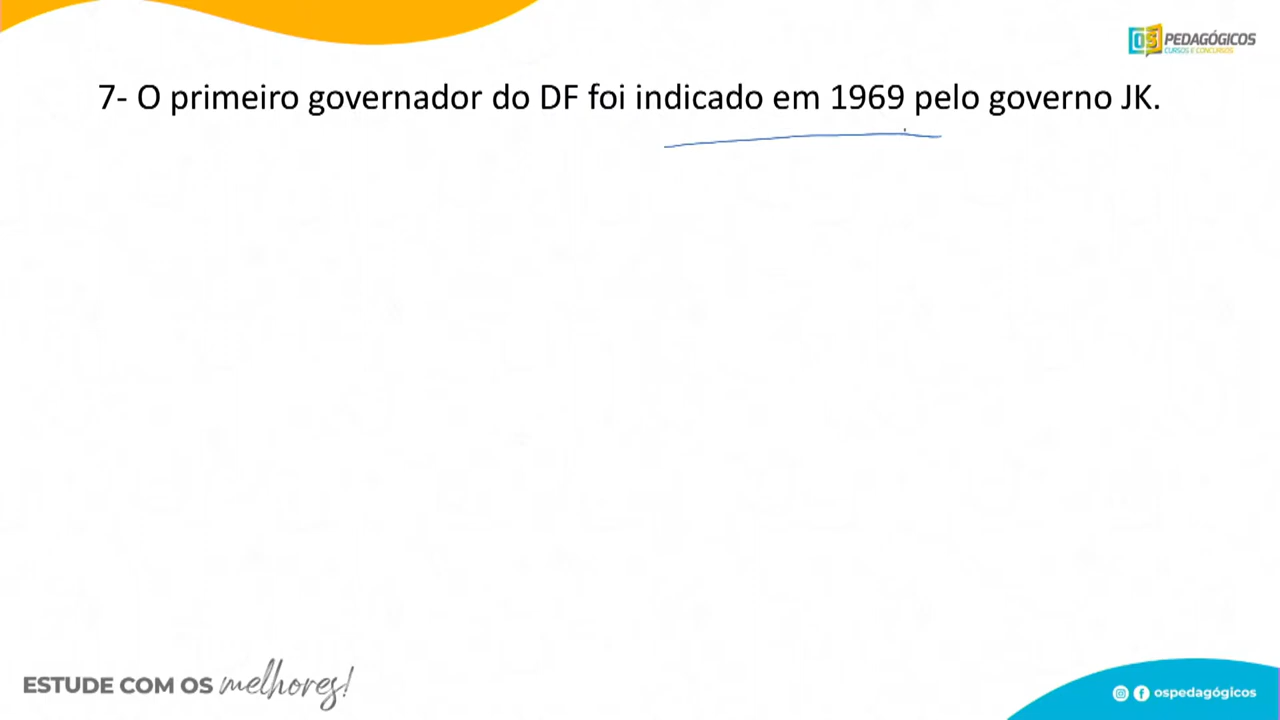 OS PEDAGÓGICOS
CURSOS E CONCURSOS
7- O primeiro governador do DF foi indicado em 1969 pelo governo JK.
ESTUDE COM OS melhores!
ospedagógicos